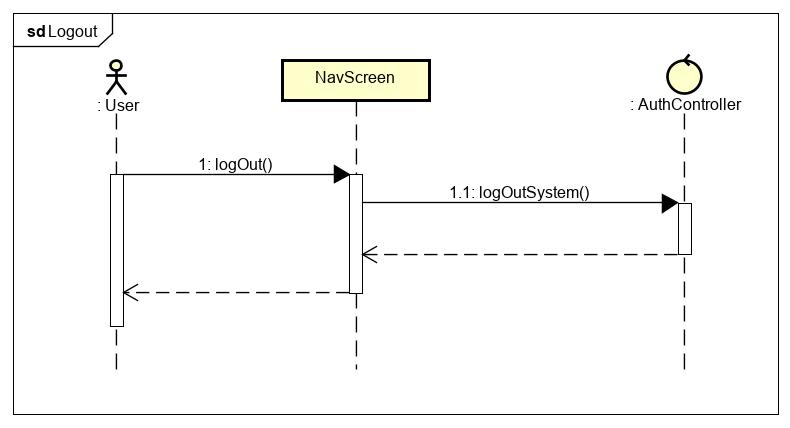 sd Logout
: User
NavScreen
: AuthController
1: logOut()
1.1: logOutSystem()